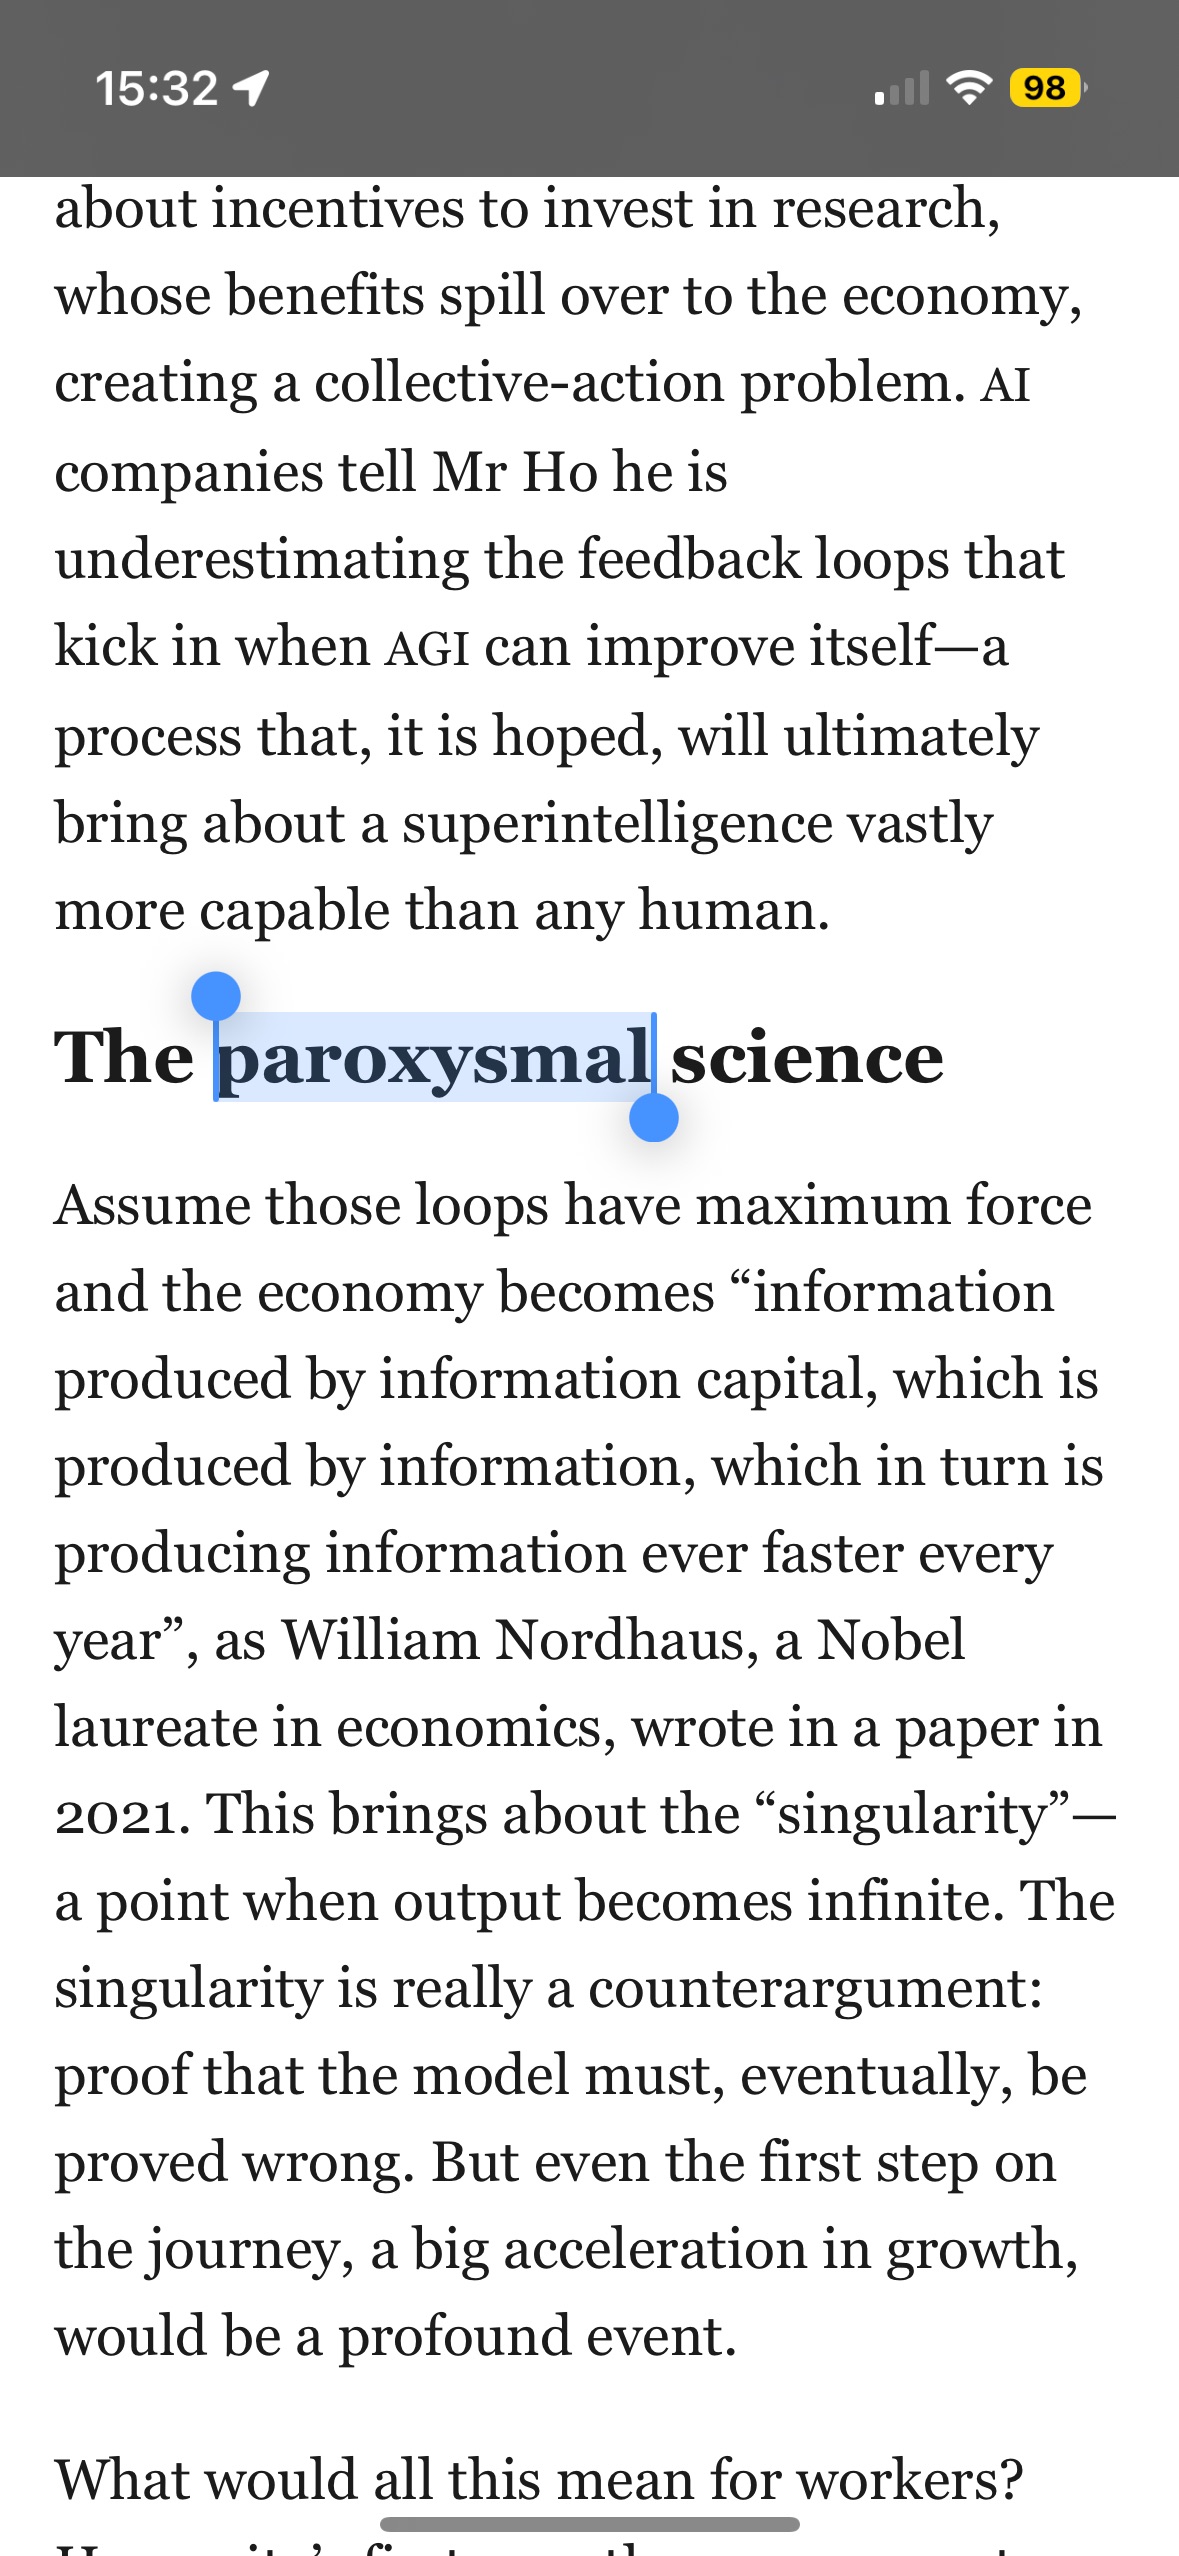 15:32
98
about incentives to invest in research,
whose benefits spill over to the economy,
creating a collective-action problem. AI
companies tell Mr Ho he is
underestimating the feedback loops that
kick in when AGI can improve itself—a
process that, it is hoped, will ultimately
bring about a superintelligence vastly
more capable than any human.
The paroxysmal science
Assume those loops have maximum force
and the economy becomes “information
produced by information capital, which is
produced by information, which in turn is
producing information ever faster every
year”, as William Nordhaus, a Nobel
laureate in economics, wrote in a paper in
2021. This brings about the “singularity”—
a point when output becomes infinite. The
singularity is really a counterargument:
proof that the model must, eventually, be
proved wrong. But even the first step on
the journey, a big acceleration in growth,
would be a profound event.
What would all this mean for workers?